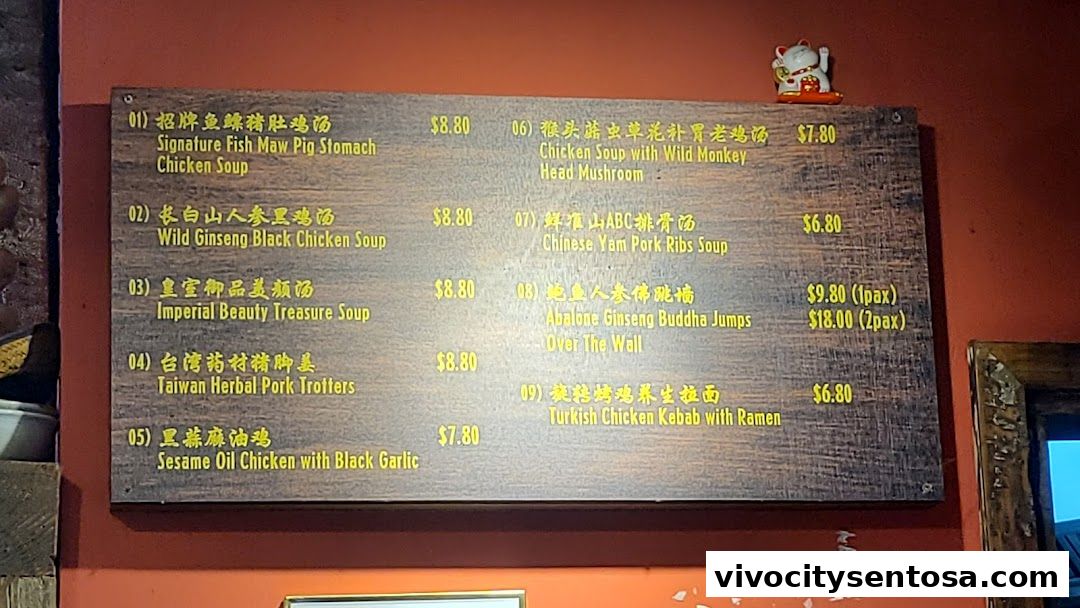 01) 招牌鱼鳔猪肚鸡汤 $8.80
Signature Fish Maw Pig Stomach
Chicken Soup
02) 长白山人参黑鸡汤 $8.80
Wild Ginseng Black Chicken Soup
03) 皇室御品美颜汤 $8.80
Imperial Beauty Treasure Soup
04) 台湾药材猪脚姜 $8.80
Taiwan Herbal Pork Trotters
05) 黑蒜麻油鸡 $7.80
Sesame Oil Chicken with Black Garlic
06) 猴头菇虫草花补胃老鸡汤 $7.80
Chicken Soup with Wild Monkey
Head Mushroom
07) 鲜准山ABC排骨汤 $6.80
Chinese Yam Pork Ribs Soup
08) 鲍鱼人参佛跳墙 $9.80 (1pax)
Abalone Ginseng Buddha Jumps $18.00 (2pax)
Over The Wall
09) 旋转烤鸡养生拉面 $6.80
Turkish Chicken Kebab with Ramen
vivocitysentosa.com